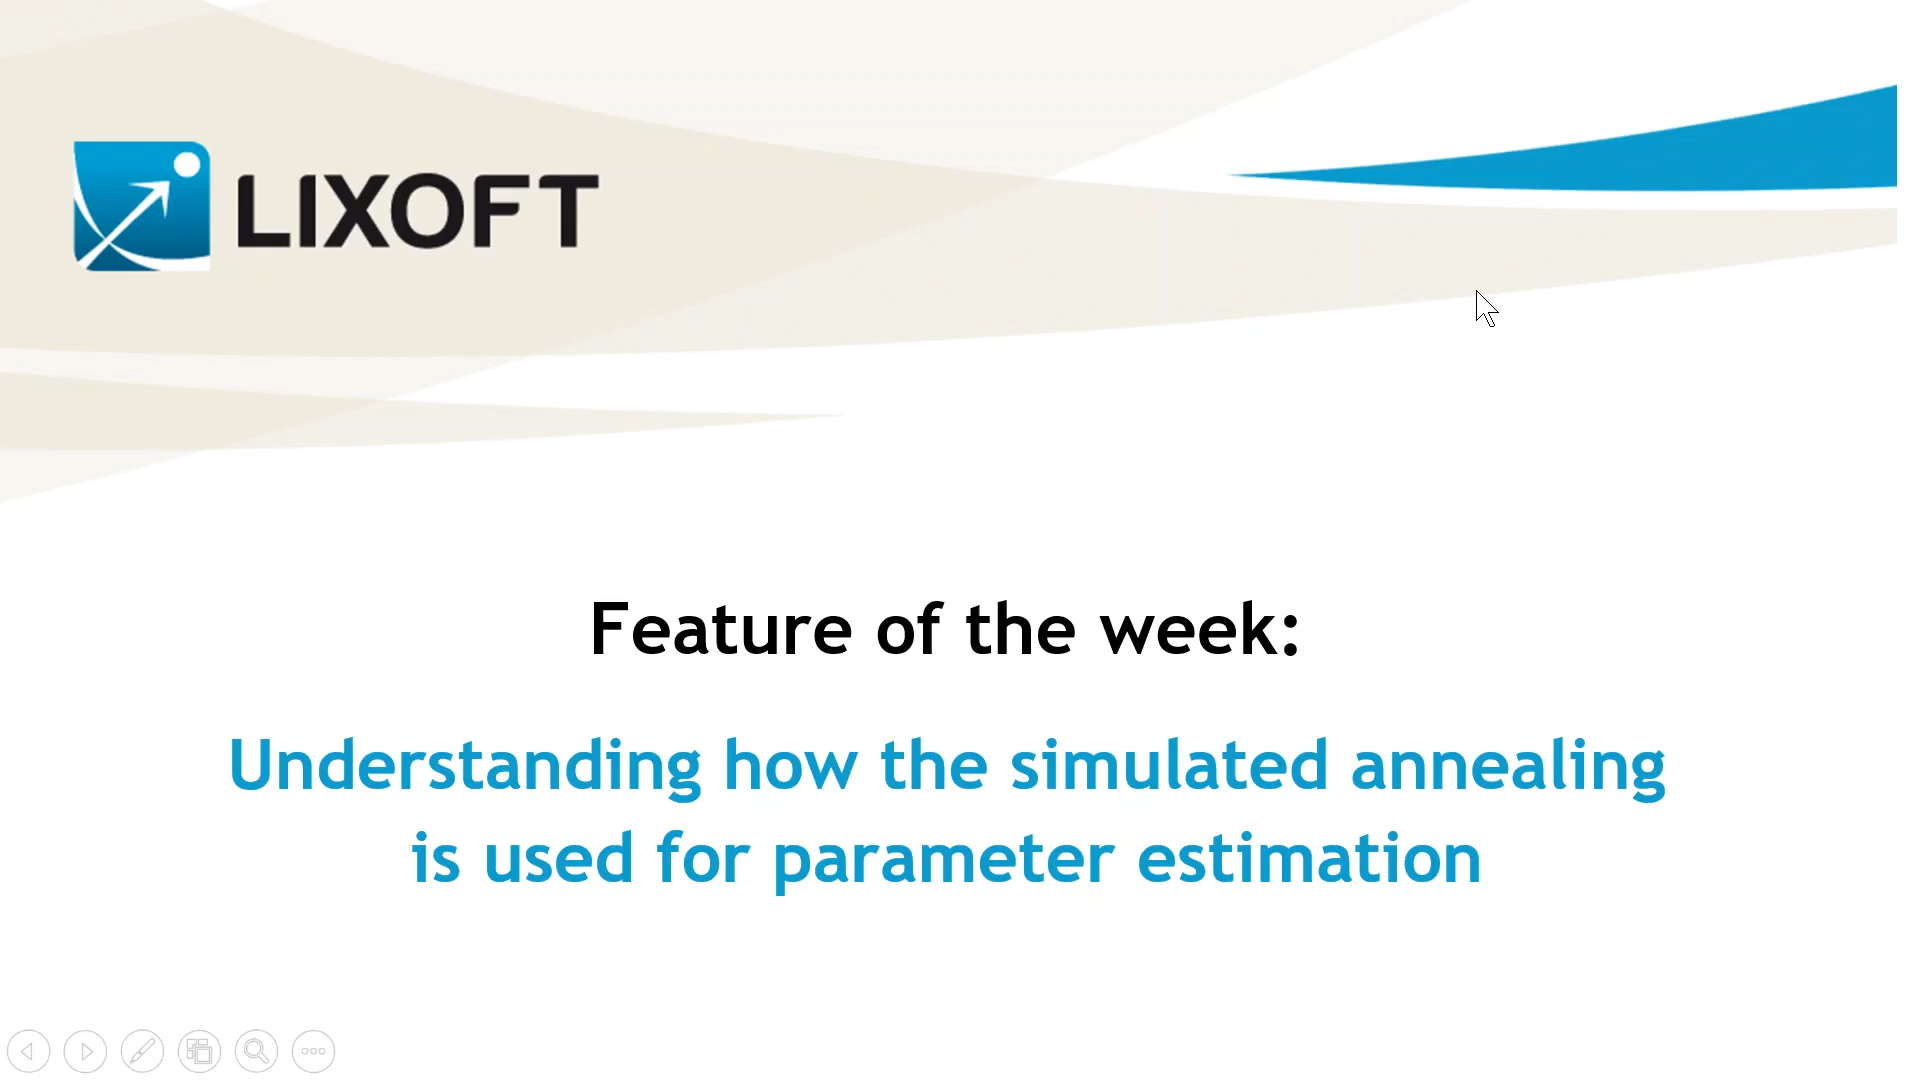 LIXOFT
Feature of the week:
Understanding how the simulated annealing
is used for parameter estimation